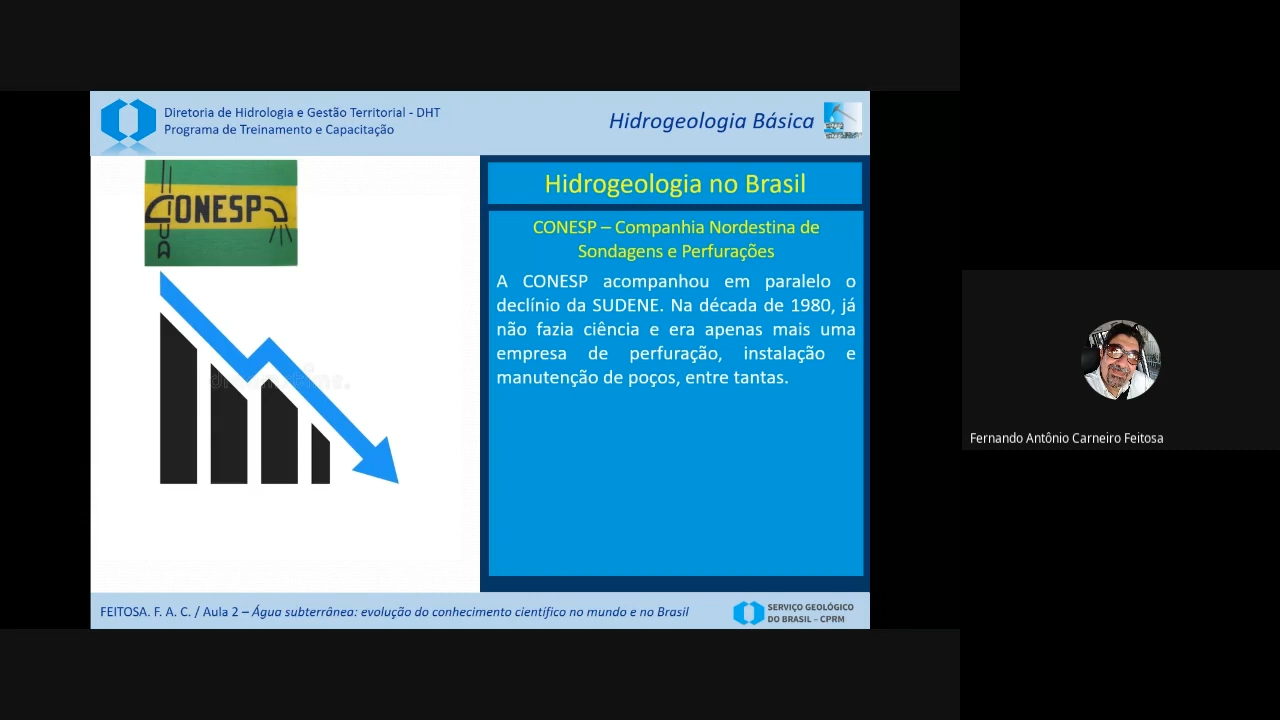 Diretoria de Hidrologia e Gestão Territorial - DHT
Programa de Treinamento e Capacitação
Hidrogeologia Básica
CONESP
Hidrogeologia no Brasil
CONESP – Companhia Nordestina de
Sondagens e Perfurações
A CONESP acompanhou em paralelo o
declínio da SUDENE. Na década de 1980, já
não fazia ciência e era apenas mais uma
empresa de perfuração, instalação e
manutenção de poços, entre tantas.
Fernando Antônio Carneiro Feitosa
FEITOSA. F. A. C. / Aula 2 – Água subterrânea: evolução do conhecimento científico no mundo e no Brasil
SERVIÇO GEOLÓGICO
DO BRASIL – CPRM